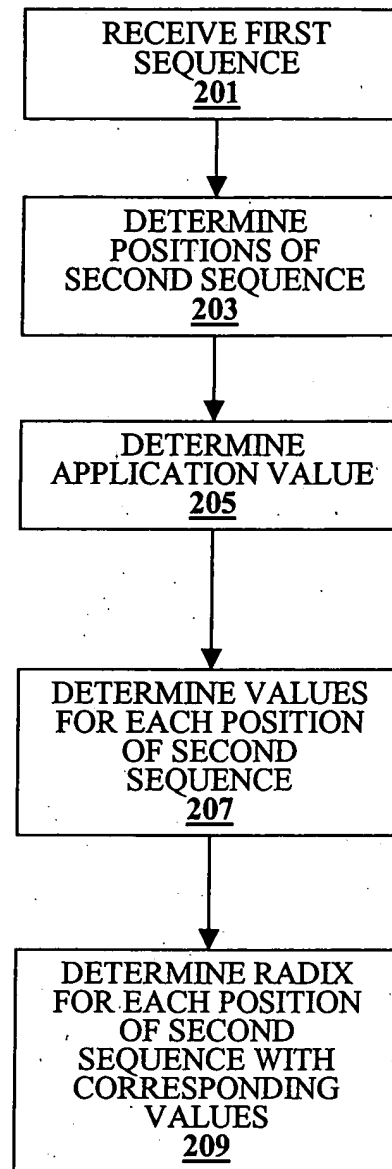 RECEIVE FIRST
SEQUENCE
201
DETERMINE
POSITIONS OF
SECOND SEQUENCE
203
DETERMINE
APPLICATION VALUE
205
DETERMINE VALUES
FOR EACH POSITION
OF SECOND
SEQUENCE
207
DETERMINE RADIX
FOR EACH POSITION
OF SECOND
SEQUENCE WITH
CORRESPONDING
VALUES
209